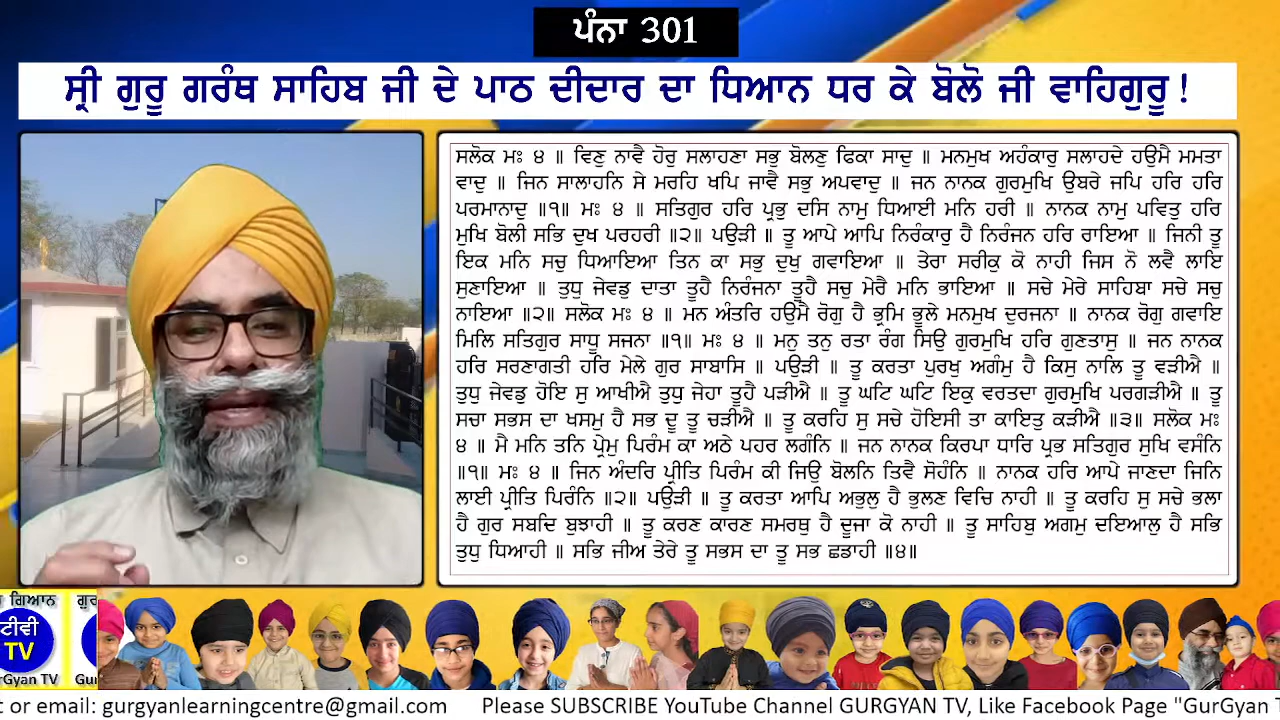 ਪੰਨਾ 301
ਸ੍ਰੀ ਗੁਰੂ ਗਰੰਥ ਸਾਹਿਬ ਜੀ ਦੇ ਪਾਠ ਦੀਦਾਰ ਦਾ ਧਿਆਨ ਧਰ ਕੇ ਬੋਲੋ ਜੀ ਵਾਹਿਗੁਰੂ!
ਸਲੋਕ ਮਃ ੪ ॥ ਵਿਣੁ ਨਾਵੈ ਹੋਰੁ ਸਲਾਹਣਾ ਸਭੁ ਬੋਲਣੁ ਫਿਕਾ ਸਾਦੁ ॥ ਮਨਮੁਖ ਅਹੰਕਾਰੁ ਸਲਾਹਦੇ ਹਉਮੈ ਮਮਤਾ
ਵਾਦੁ ॥ ਜਿਨ ਸਾਲਾਹਨਿ ਸੇ ਮਰਹਿ ਖਪਿ ਜਾਵੈ ਸਭੁ ਅਪਵਾਦੁ ॥ ਜਨ ਨਾਨਕ ਗੁਰਮੁਖਿ ਉਬਰੇ ਜਪਿ ਹਰਿ ਹਰਿ
ਪਰਮਾਨਾਦੁ ॥੧॥ ਮਃ ੪ ॥ ਸਤਿਗੁਰ ਹਰਿ ਪ੍ਰਭੁ ਦਸਿ ਨਾਮੁ ਧਿਆਈ ਮਨਿ ਹਰੀ ॥ ਨਾਨਕ ਨਾਮੁ ਪਵਿਤੁ ਹਰਿ
ਮੁਖਿ ਬੋਲੀ ਸਭਿ ਦੁਖ ਪਰਹਰੀ ॥੨॥ ਪਉੜੀ ॥ ਤੂ ਆਪੇ ਆਪਿ ਨਿਰੰਕਾਰੁ ਹੈ ਨਿਰੰਜਨ ਹਰਿ ਰਾਇਆ ॥ ਜਿਨੀ ਤੂ
ਇਕ ਮਨਿ ਸਚੁ ਧਿਆਇਆ ਤਿਨ ਕਾ ਸਭੁ ਦੁਖੁ ਗਵਾਇਆ ॥ ਤੇਰਾ ਸਰੀਕੁ ਕੋ ਨਾਹੀ ਜਿਸ ਨੋ ਲਵੈ ਲਾਇ
ਸੁਣਾਇਆ ॥ ਤੁਧੁ ਜੇਵਡੁ ਦਾਤਾ ਤੂਹੈ ਨਿਰੰਜਨਾ ਤੂਹੈ ਸਚੁ ਮੇਰੈ ਮਨਿ ਭਾਇਆ ॥ ਸਚੇ ਮੇਰੇ ਸਾਹਿਬਾ ਸਚੇ ਸਚੁ
ਨਾਇਆ ॥੨॥ ਸਲੋਕ ਮਃ ੪ ॥ ਮਨ ਅੰਤਰਿ ਹਉਮੈ ਰੋਗੁ ਹੈ ਭ੍ਰਮਿ ਭੂਲੇ ਮਨਮੁਖ ਦੁਰਜਨਾ ॥ ਨਾਨਕ ਰੋਗੁ ਗਵਾਇ
ਮਿਲਿ ਸਤਿਗੁਰ ਸਾਧੂ ਸਜਨਾ ॥੧॥ ਮਃ ੪ ॥ ਮਨੁ ਤਨੁ ਰਤਾ ਰੰਗ ਸਿਉ ਗੁਰਮੁਖਿ ਹਰਿ ਗੁਣਤਾਸੁ ॥ ਜਨ ਨਾਨਕ
ਹਰਿ ਸਰਣਾਗਤੀ ਹਰਿ ਮੇਲੇ ਗੁਰ ਸਾਬਾਸਿ ॥ ਪਉੜੀ ॥ ਤੂ ਕਰਤਾ ਪੁਰਖੁ ਅਗੰਮੁ ਹੈ ਕਿਸੁ ਨਾਲਿ ਤੂ ਵੜੀਐ ॥
ਤੁਧੁ ਜੇਵਡੁ ਹੋਇ ਸੁ ਆਖੀਐ ਤੁਧੁ ਜੇਹਾ ਤੂਹੈ ਪੜੀਐ ॥ ਤੂ ਘਟਿ ਘਟਿ ਇਕੁ ਵਰਤਦਾ ਗੁਰਮੁਖਿ ਪਰਗੜੀਐ ॥ ਤੂ
ਸਚਾ ਸਭਸ ਦਾ ਖਸਮੁ ਹੈ ਸਭ ਦੂ ਤੂ ਚੜੀਐ ॥ ਤੂ ਕਰਹਿ ਸੁ ਸਚੇ ਹੋਇਸੀ ਤਾ ਕਾਇਤੁ ਕੜੀਐ ॥੩॥ ਸਲੋਕ ਮਃ
੪ ॥ ਮੈ ਮਨਿ ਤਨਿ ਪ੍ਰੇਮੁ ਪਿਰੰਮ ਕਾ ਅਠੇ ਪਹਰ ਲਗੰਨਿ ॥ ਜਨ ਨਾਨਕ ਕਿਰਪਾ ਧਾਰਿ ਪ੍ਰਭ ਸਤਿਗੁਰ ਸੁਖਿ ਵਸੰਨਿ
॥੧॥ ਮਃ ੪ ॥ ਜਿਨ ਅੰਦਰਿ ਪ੍ਰੀਤਿ ਪਿਰੰਮ ਕੀ ਜਿਉ ਬੋਲਨਿ ਤਿਵੈ ਸੋਹੰਨਿ ॥ ਨਾਨਕ ਹਰਿ ਆਪੇ ਜਾਣਦਾ ਜਿਨਿ
ਲਾਈ ਪ੍ਰੀਤਿ ਪਿਰੰਨਿ ॥੨॥ ਪਉੜੀ ॥ ਤੂ ਕਰਤਾ ਆਪਿ ਅਭੁਲੁ ਹੈ ਭੁਲਣ ਵਿਚਿ ਨਾਹੀ ॥ ਤੂ ਕਰਹਿ ਸੁ ਸਚੇ ਭਲਾ
ਹੈ ਗੁਰ ਸਬਦਿ ਬੁਝਾਹੀ ॥ ਤੂ ਕਰਣ ਕਾਰਣ ਸਮਰਥੁ ਹੈ ਦੂਜਾ ਕੋ ਨਾਹੀ ॥ ਤੂ ਸਾਹਿਬੁ ਅਗਮੁ ਦਇਆਲੁ ਹੈ ਸਭਿ
ਤੁਧੁ ਧਿਆਹੀ ॥ ਸਭਿ ਜੀਅ ਤੇਰੇ ਤੂ ਸਭਸ ਦਾ ਤੂ ਸਭ ਛਡਾਹੀ ॥੪॥
ਗਿਆਨ
ਟੀਵੀ
TV
Gyan TV
or email: gurgyanlearningcentre@gmail.com Please SUBSCRIBE YouTube Channel GURGYAN TV, Like Facebook Page "GurGyan